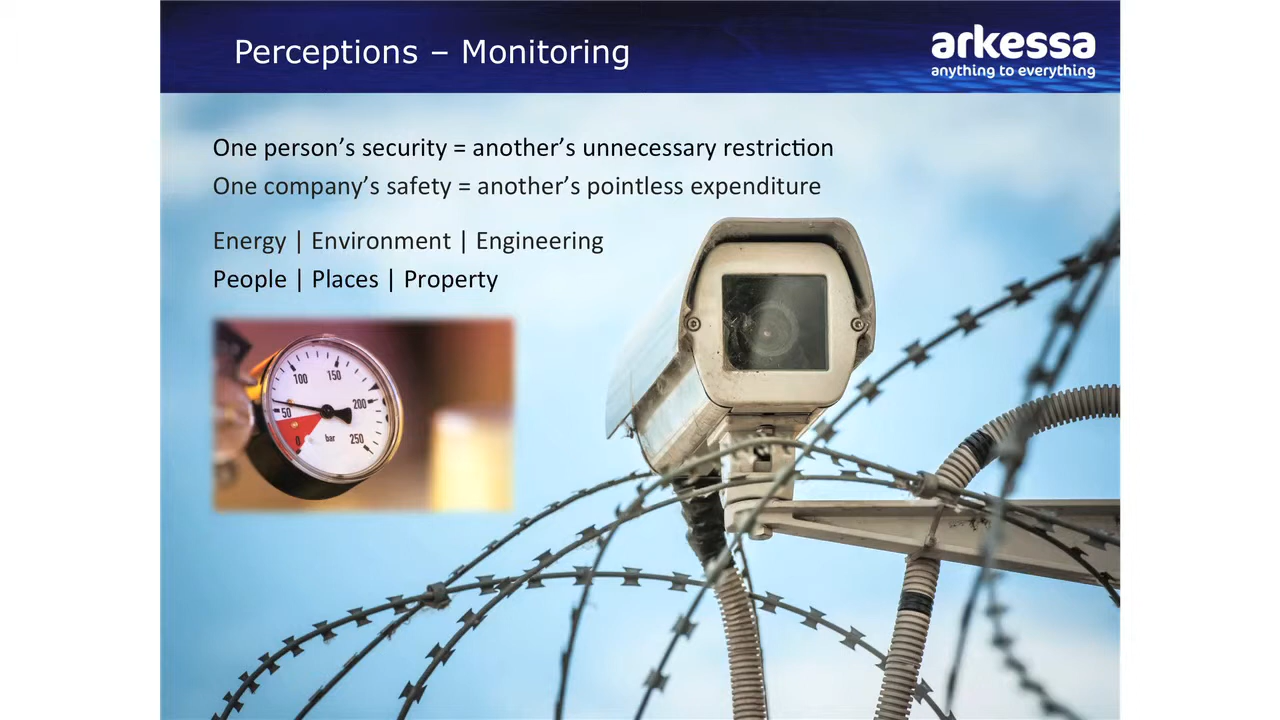 Perceptions – Monitoring
arkessa
anything to everything
One person’s security = another’s unnecessary restriction
One company’s safety = another’s pointless expenditure
Energy | Environment | Engineering
People | Places | Property
0
50
100
150
200
250
bar